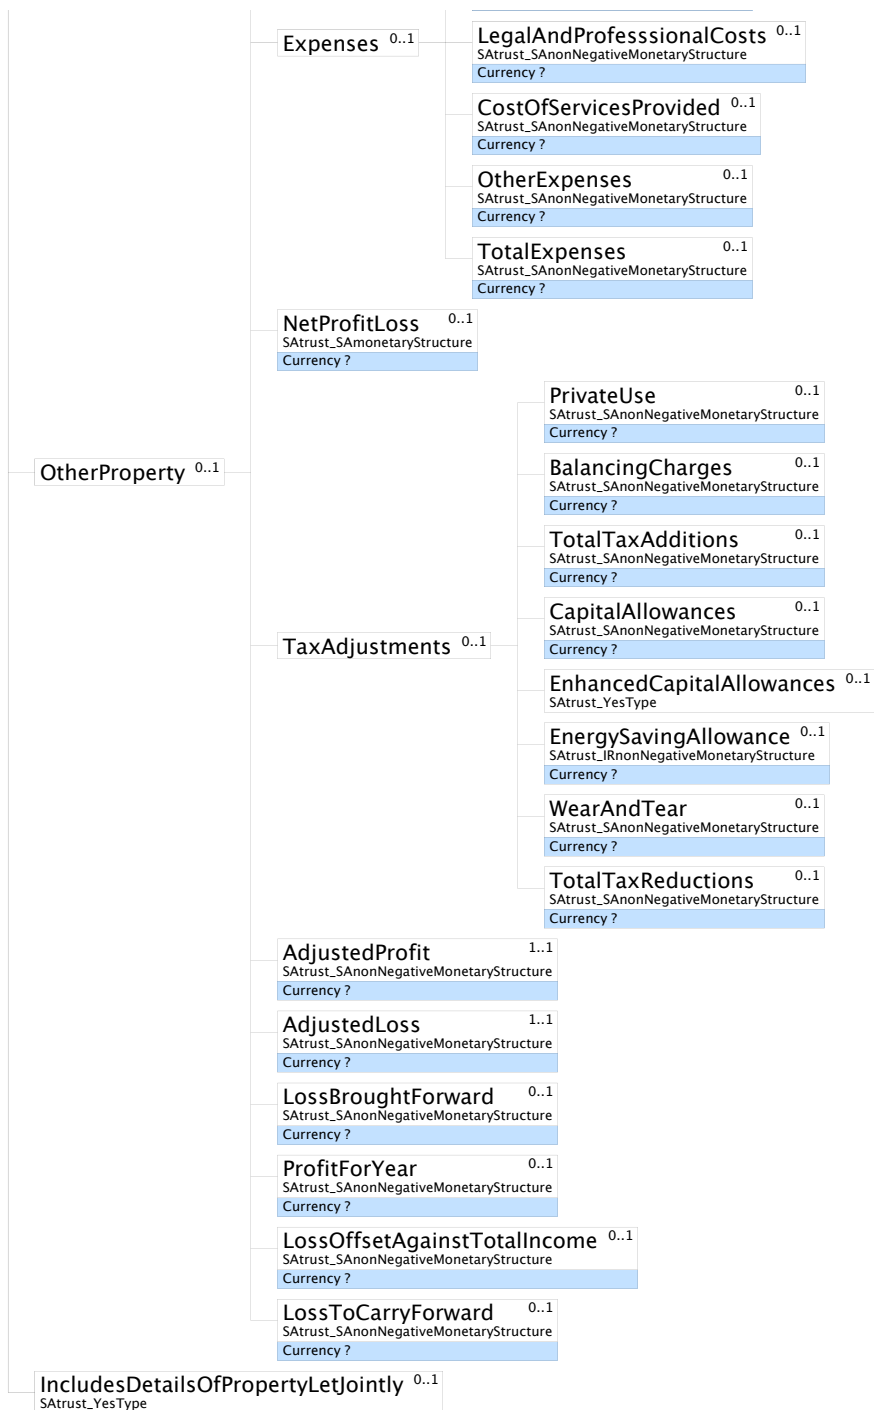 Expenses 0..1
LegalAndProfesssionalCosts 0..1
SAtrust_SAnonNegativeMonetaryStructure
Currency ?
CostOfServicesProvided 0..1
SAtrust_SAnonNegativeMonetaryStructure
Currency ?
OtherExpenses 0..1
SAtrust_SAnonNegativeMonetaryStructure
Currency ?
TotalExpenses 0..1
SAtrust_SAnonNegativeMonetaryStructure
Currency ?
NetProfitLoss 0..1
SAtrust_SAmonetaryStructure
Currency ?
OtherProperty 0..1
TaxAdjustments 0..1
PrivateUse 0..1
SAtrust_SAnonNegativeMonetaryStructure
Currency ?
BalancingCharges 0..1
SAtrust_SAnonNegativeMonetaryStructure
Currency ?
TotalTaxAdditions 0..1
SAtrust_SAnonNegativeMonetaryStructure
Currency ?
CapitalAllowances 0..1
SAtrust_SAnonNegativeMonetaryStructure
Currency ?
EnhancedCapitalAllowances 0..1
SAtrust_YesType
EnergySavingAllowance 0..1
SAtrust_IRnonNegativeMonetaryStructure
Currency ?
WearAndTear 0..1
SAtrust_SAnonNegativeMonetaryStructure
Currency ?
TotalTaxReductions 0..1
SAtrust_SAnonNegativeMonetaryStructure
Currency ?
AdjustedProfit 1..1
SAtrust_SAnonNegativeMonetaryStructure
Currency ?
AdjustedLoss 1..1
SAtrust_SAnonNegativeMonetaryStructure
Currency ?
LossBroughtForward 0..1
SAtrust_SAnonNegativeMonetaryStructure
Currency ?
ProfitForYear 0..1
SAtrust_SAnonNegativeMonetaryStructure
Currency ?
LossOffsetAgainstTotalIncome 0..1
SAtrust_SAnonNegativeMonetaryStructure
Currency ?
LossToCarryForward 0..1
SAtrust_SAnonNegativeMonetaryStructure
Currency ?
IncludesDetailsOfPropertyLetJointly 0..1
SAtrust_YesType